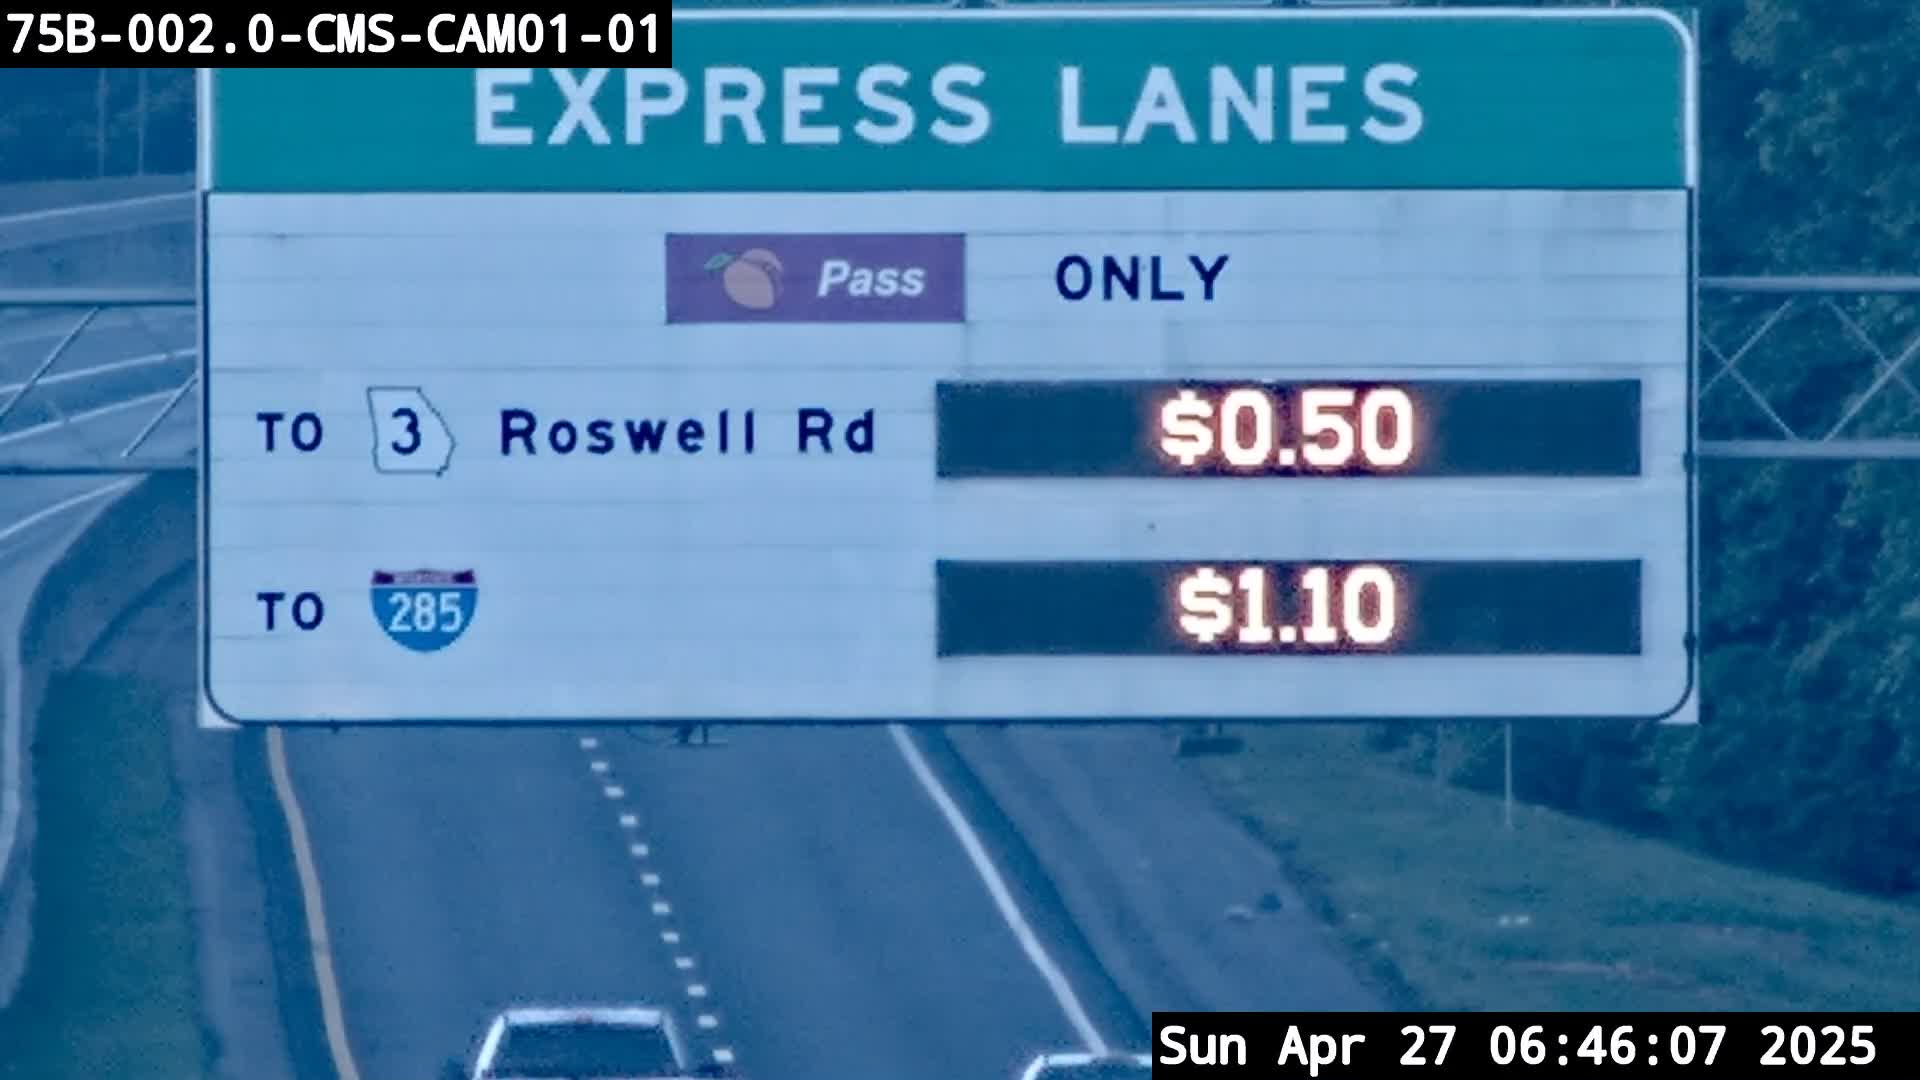 75B-002.0-CMS-CAM01-01
EXPRESS LANES
Pass ONLY
TO 3 Roswell Rd $0.50
TO 285 $1.10
Sun Apr 27 06:46:07 2025